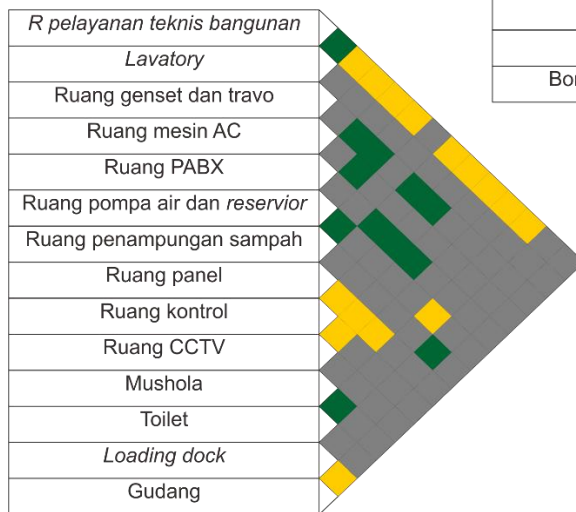 R pelayanan teknis bangunan
Lavatory
Ruang genset dan travo
Ruang mesin AC
Ruang PABX
Ruang pompa air dan reservior
Ruang penampungan sampah
Ruang panel
Ruang kontrol
Ruang CCTV
Mushola
Toilet
Loading dock
Gudang